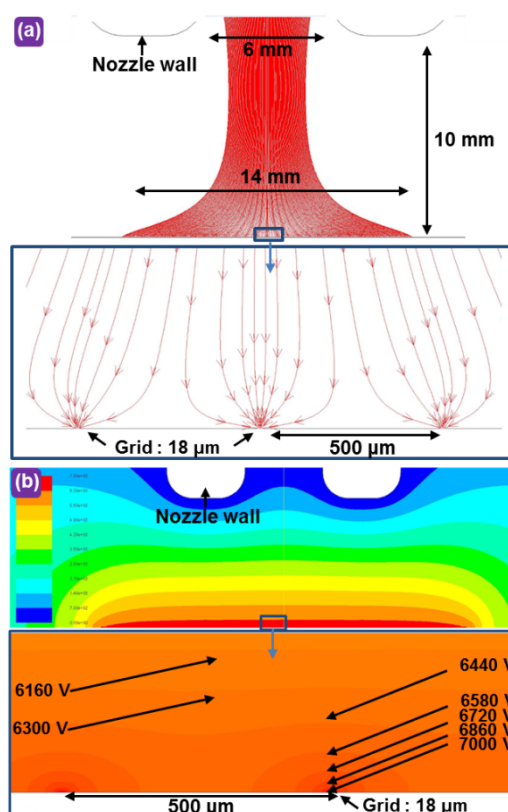 (a)
Nozzle wall
6 mm
10 mm
14 mm
Grid : 18 µm
500 µm
(b)
Nozzle wall
6160 V
6300 V
6440 V
6580 V
6720 V
6860 V
7000 V
500 µm
Grid : 18 µm